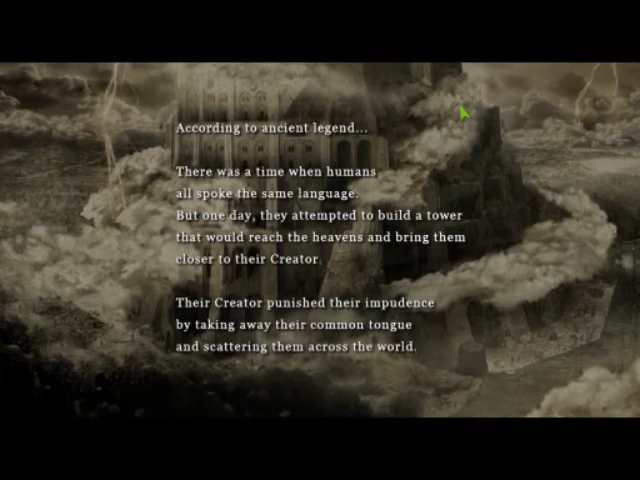 According to ancient legend...
There was a time when humans
all spoke the same language.
But one day, they attempted to build a tower
that would reach the heavens and bring them
closer to their Creator.
Their Creator punished their impudence
by taking away their common tongue
and scattering them across the world.